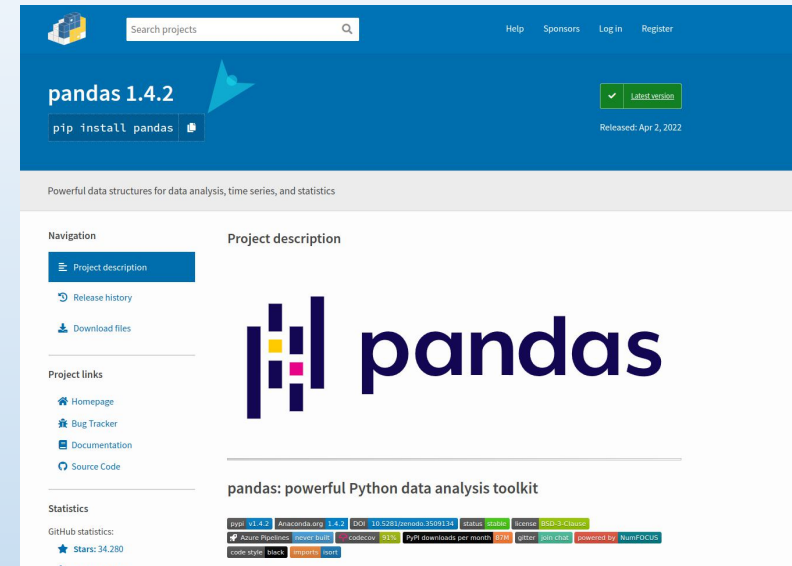 Search projects
Help Sponsors Log in Register
pandas 1.4.2
pip install pandas
Latest version
Released: Apr 2, 2022
Powerful data structures for data analysis, time series, and statistics
Navigation
Project description
Release history
Download files
Project links
Homepage
Bug Tracker
Documentation
Source Code
Statistics
GitHub statistics:
Stars: 34.280
Project description
pandas
pandas: powerful Python data analysis toolkit
pypi v1.4.2 Anaconda.org 1.4.2 DOI 10.5281/zenodo.3509134 status stable license BSD-3-Clause
Azure Pipelines never built codecov 91% PyPI downloads per month 87M gitter join chat powered by NumFOCUS
code style black imports isort